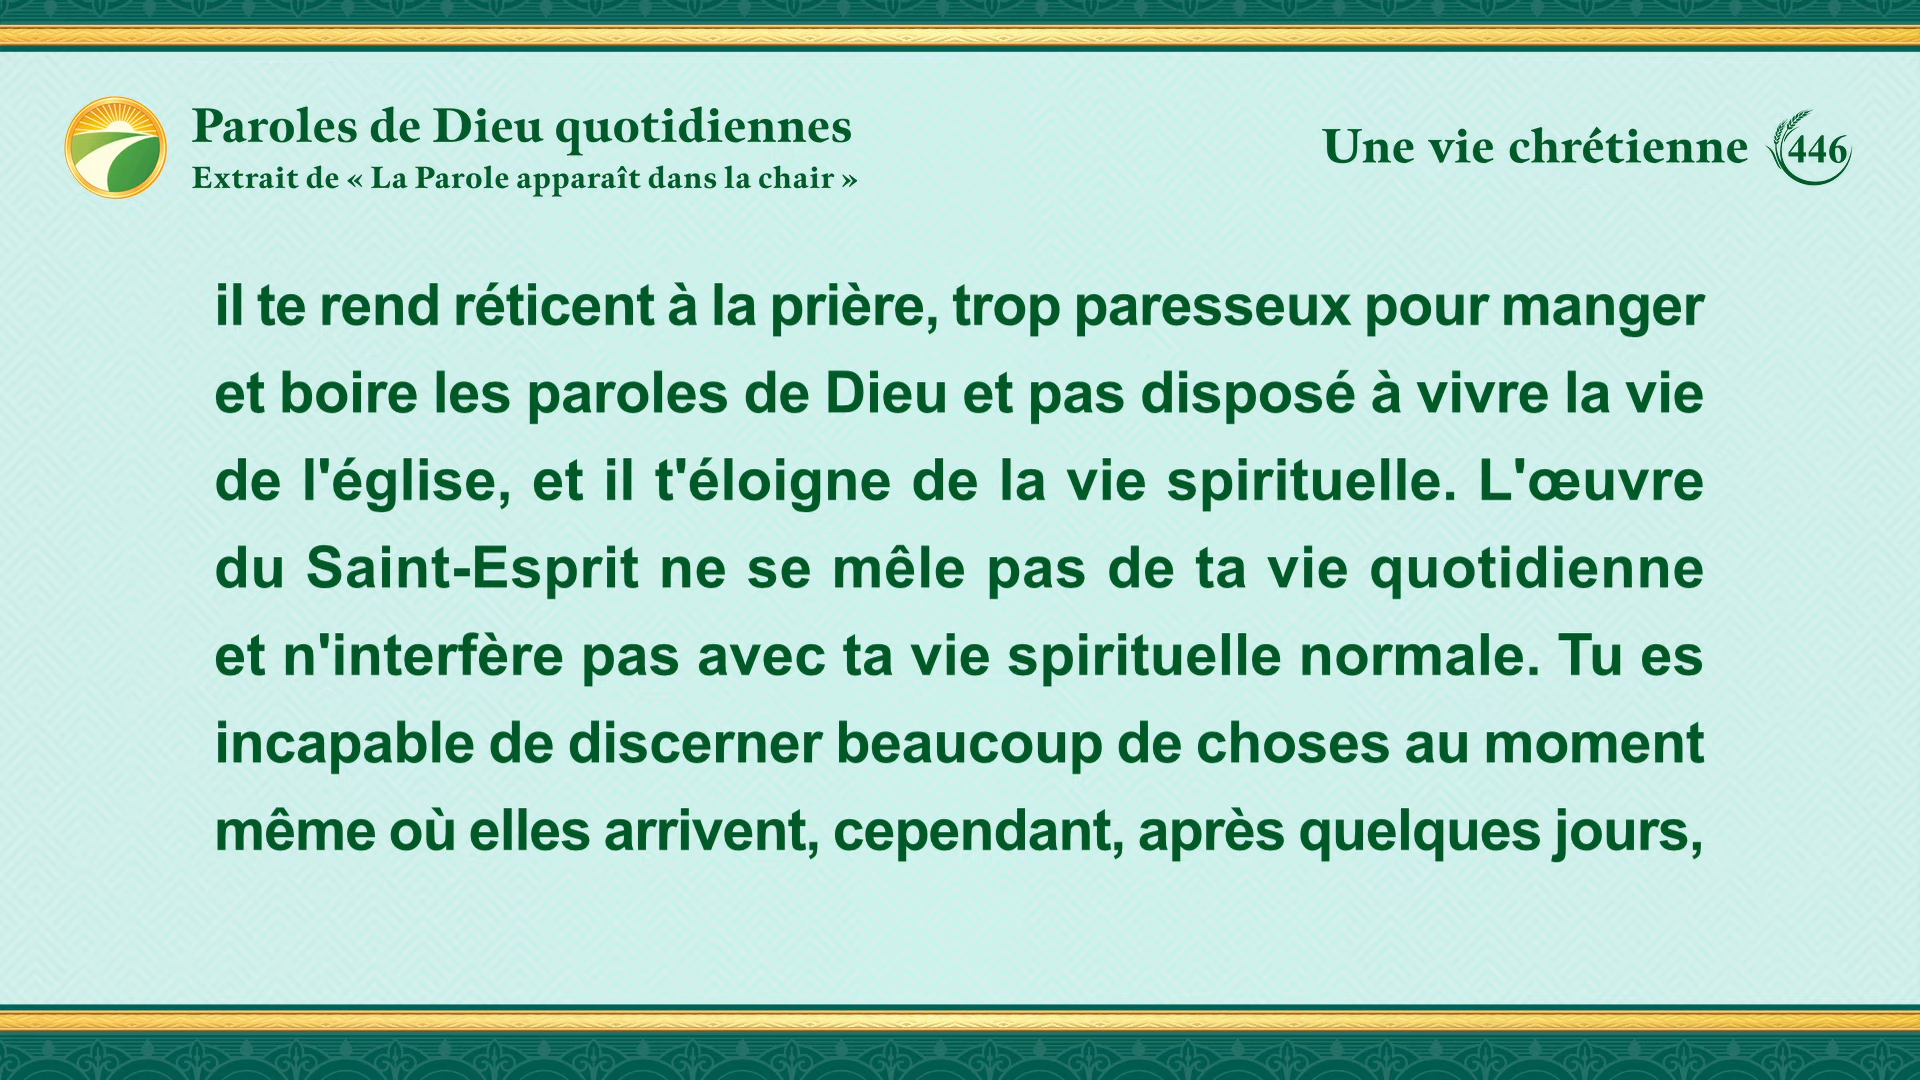 Paroles de Dieu quotidiennes
Extrait de « La Parole apparaît dans la chair »
Une vie chrétienne 446
il te rend réticent à la prière, trop paresseux pour manger
et boire les paroles de Dieu et pas disposé à vivre la vie
de l'église, et il t'éloigne de la vie spirituelle. L'œuvre
du Saint-Esprit ne se mêle pas de ta vie quotidienne
et n'interfère pas avec ta vie spirituelle normale. Tu es
incapable de discerner beaucoup de choses au moment
même où elles arrivent, cependant, après quelques jours,